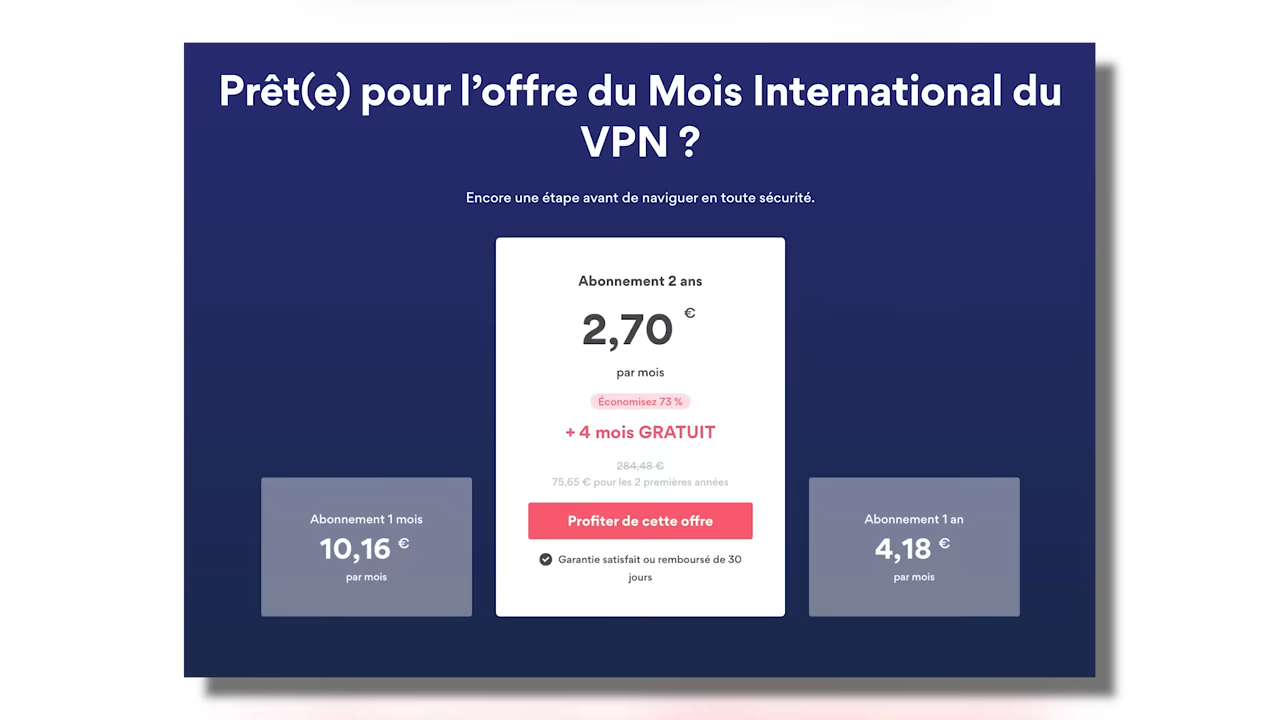 Prêt(e) pour l’offre du Mois International du
VPN ?
Encore une étape avant de naviguer en toute sécurité.
Abonnement 2 ans
2,70 €
par mois
Économisez 73 %
+ 4 mois GRATUIT
284,48 €
75,65 € pour les 2 premières années
Profiter de cette offre
Garantie satisfait ou remboursé de 30
jours
Abonnement 1 mois
10,16 €
par mois
Abonnement 1 an
4,18 €
par mois